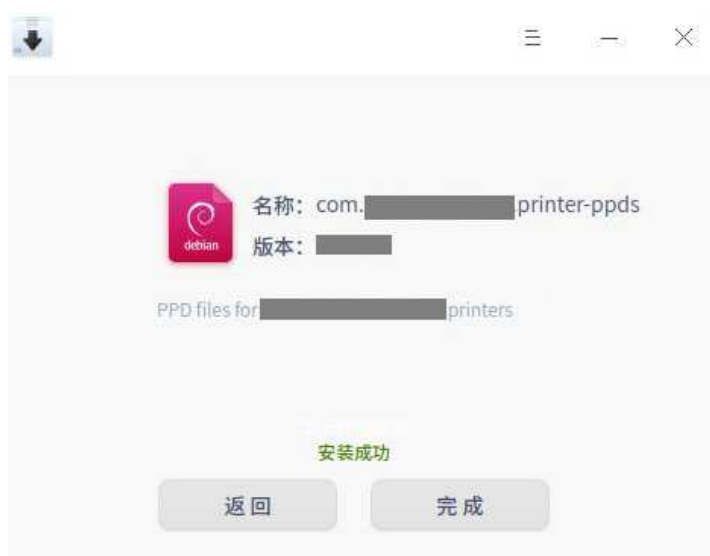 名称： com. printer-ppds
debian
版本：
PPD files for printers
安装成功
返回
完成